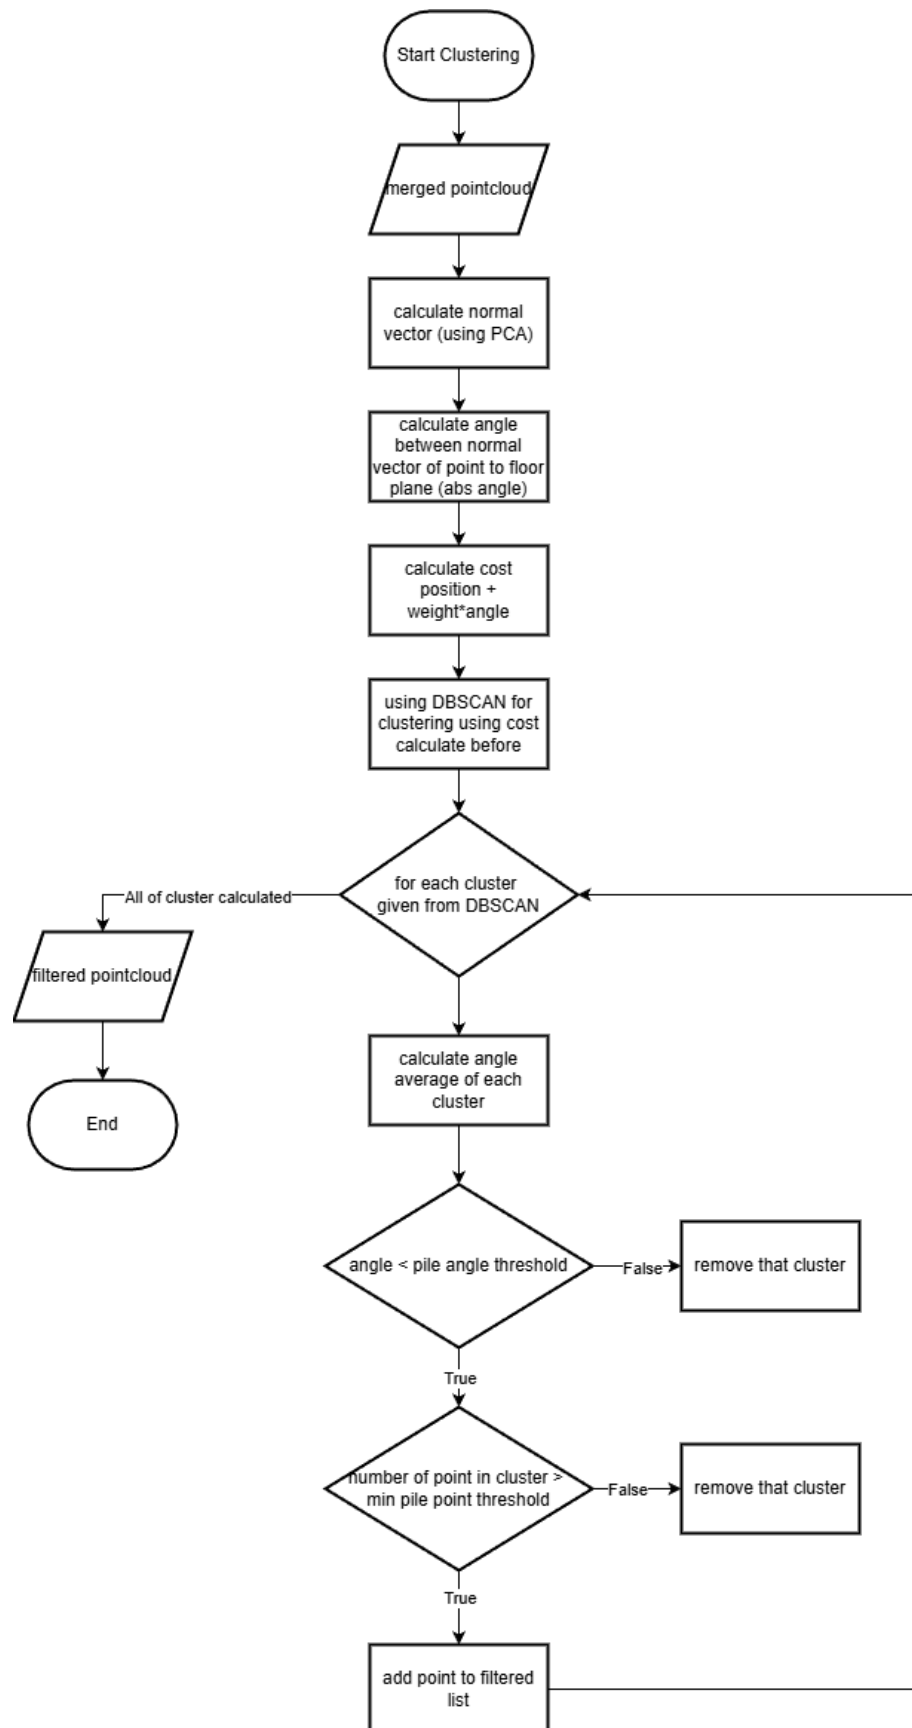 Start Clustering
merged pointcloud
calculate normal
vector (using PCA)
calculate angle
between normal
vector of point to floor
plane (abs angle)
calculate cost
position +
weight*angle
using DBSCAN for
clustering using cost
calculate before
for each cluster
given from DBSCAN
All of cluster calculated
filtered pointcloud
End
calculate angle
average of each
cluster
angle < pile angle threshold
False
remove that cluster
True
number of point in cluster >
min pile point threshold
False
remove that cluster
True
add point to filtered
list